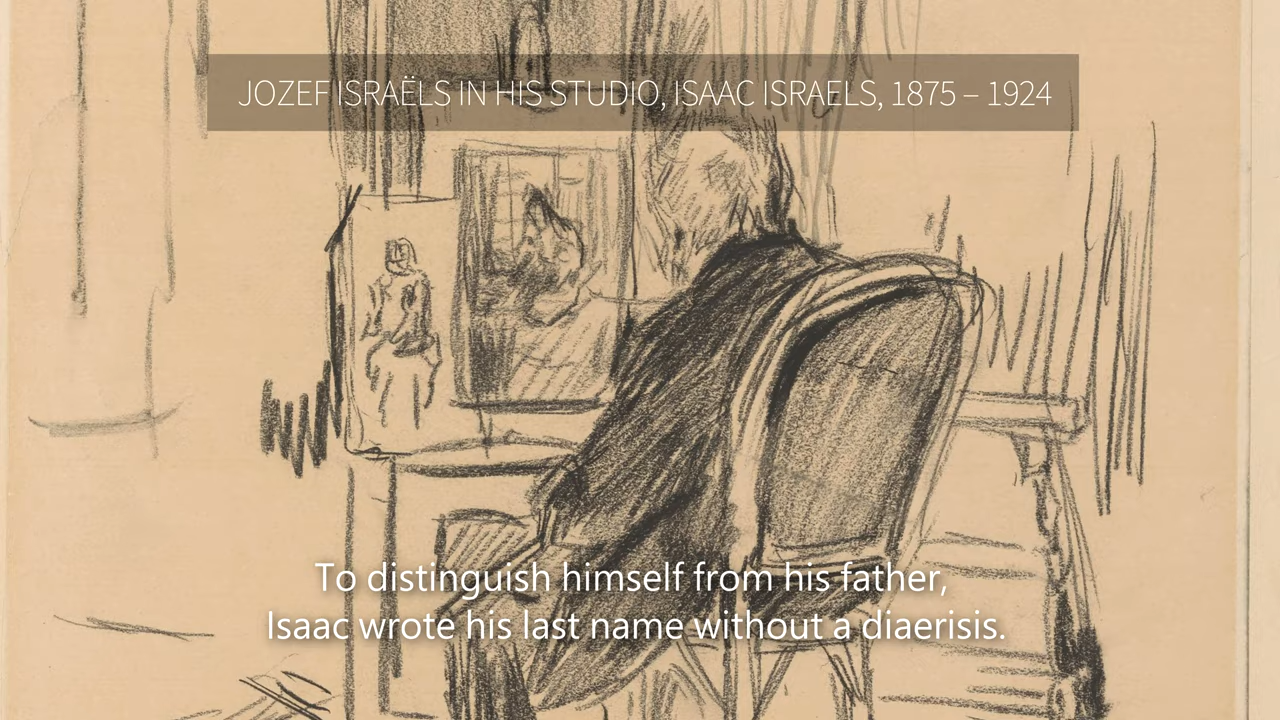 JOZEF ISRAËLS IN HIS STUDIO, ISAAC ISRAELS, 1875 – 1924
To distinguish himself from his father,
Isaac wrote his last name without a diaerisis.